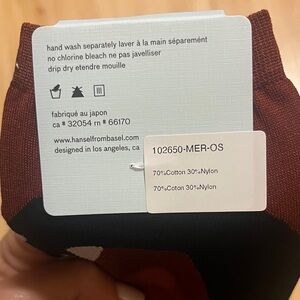 hand wash separately laver à la main séparément
no chlorine bleach ne pas javelliser
drip dry etendre mouille
fabriqué au japon
ca # 32054 rn # 66170
www.hanselfrombasel.com
designed in los angeles, ca
102650-MER-OS
70%Cotton 30%Nylon
70%Coton 30%Nylon